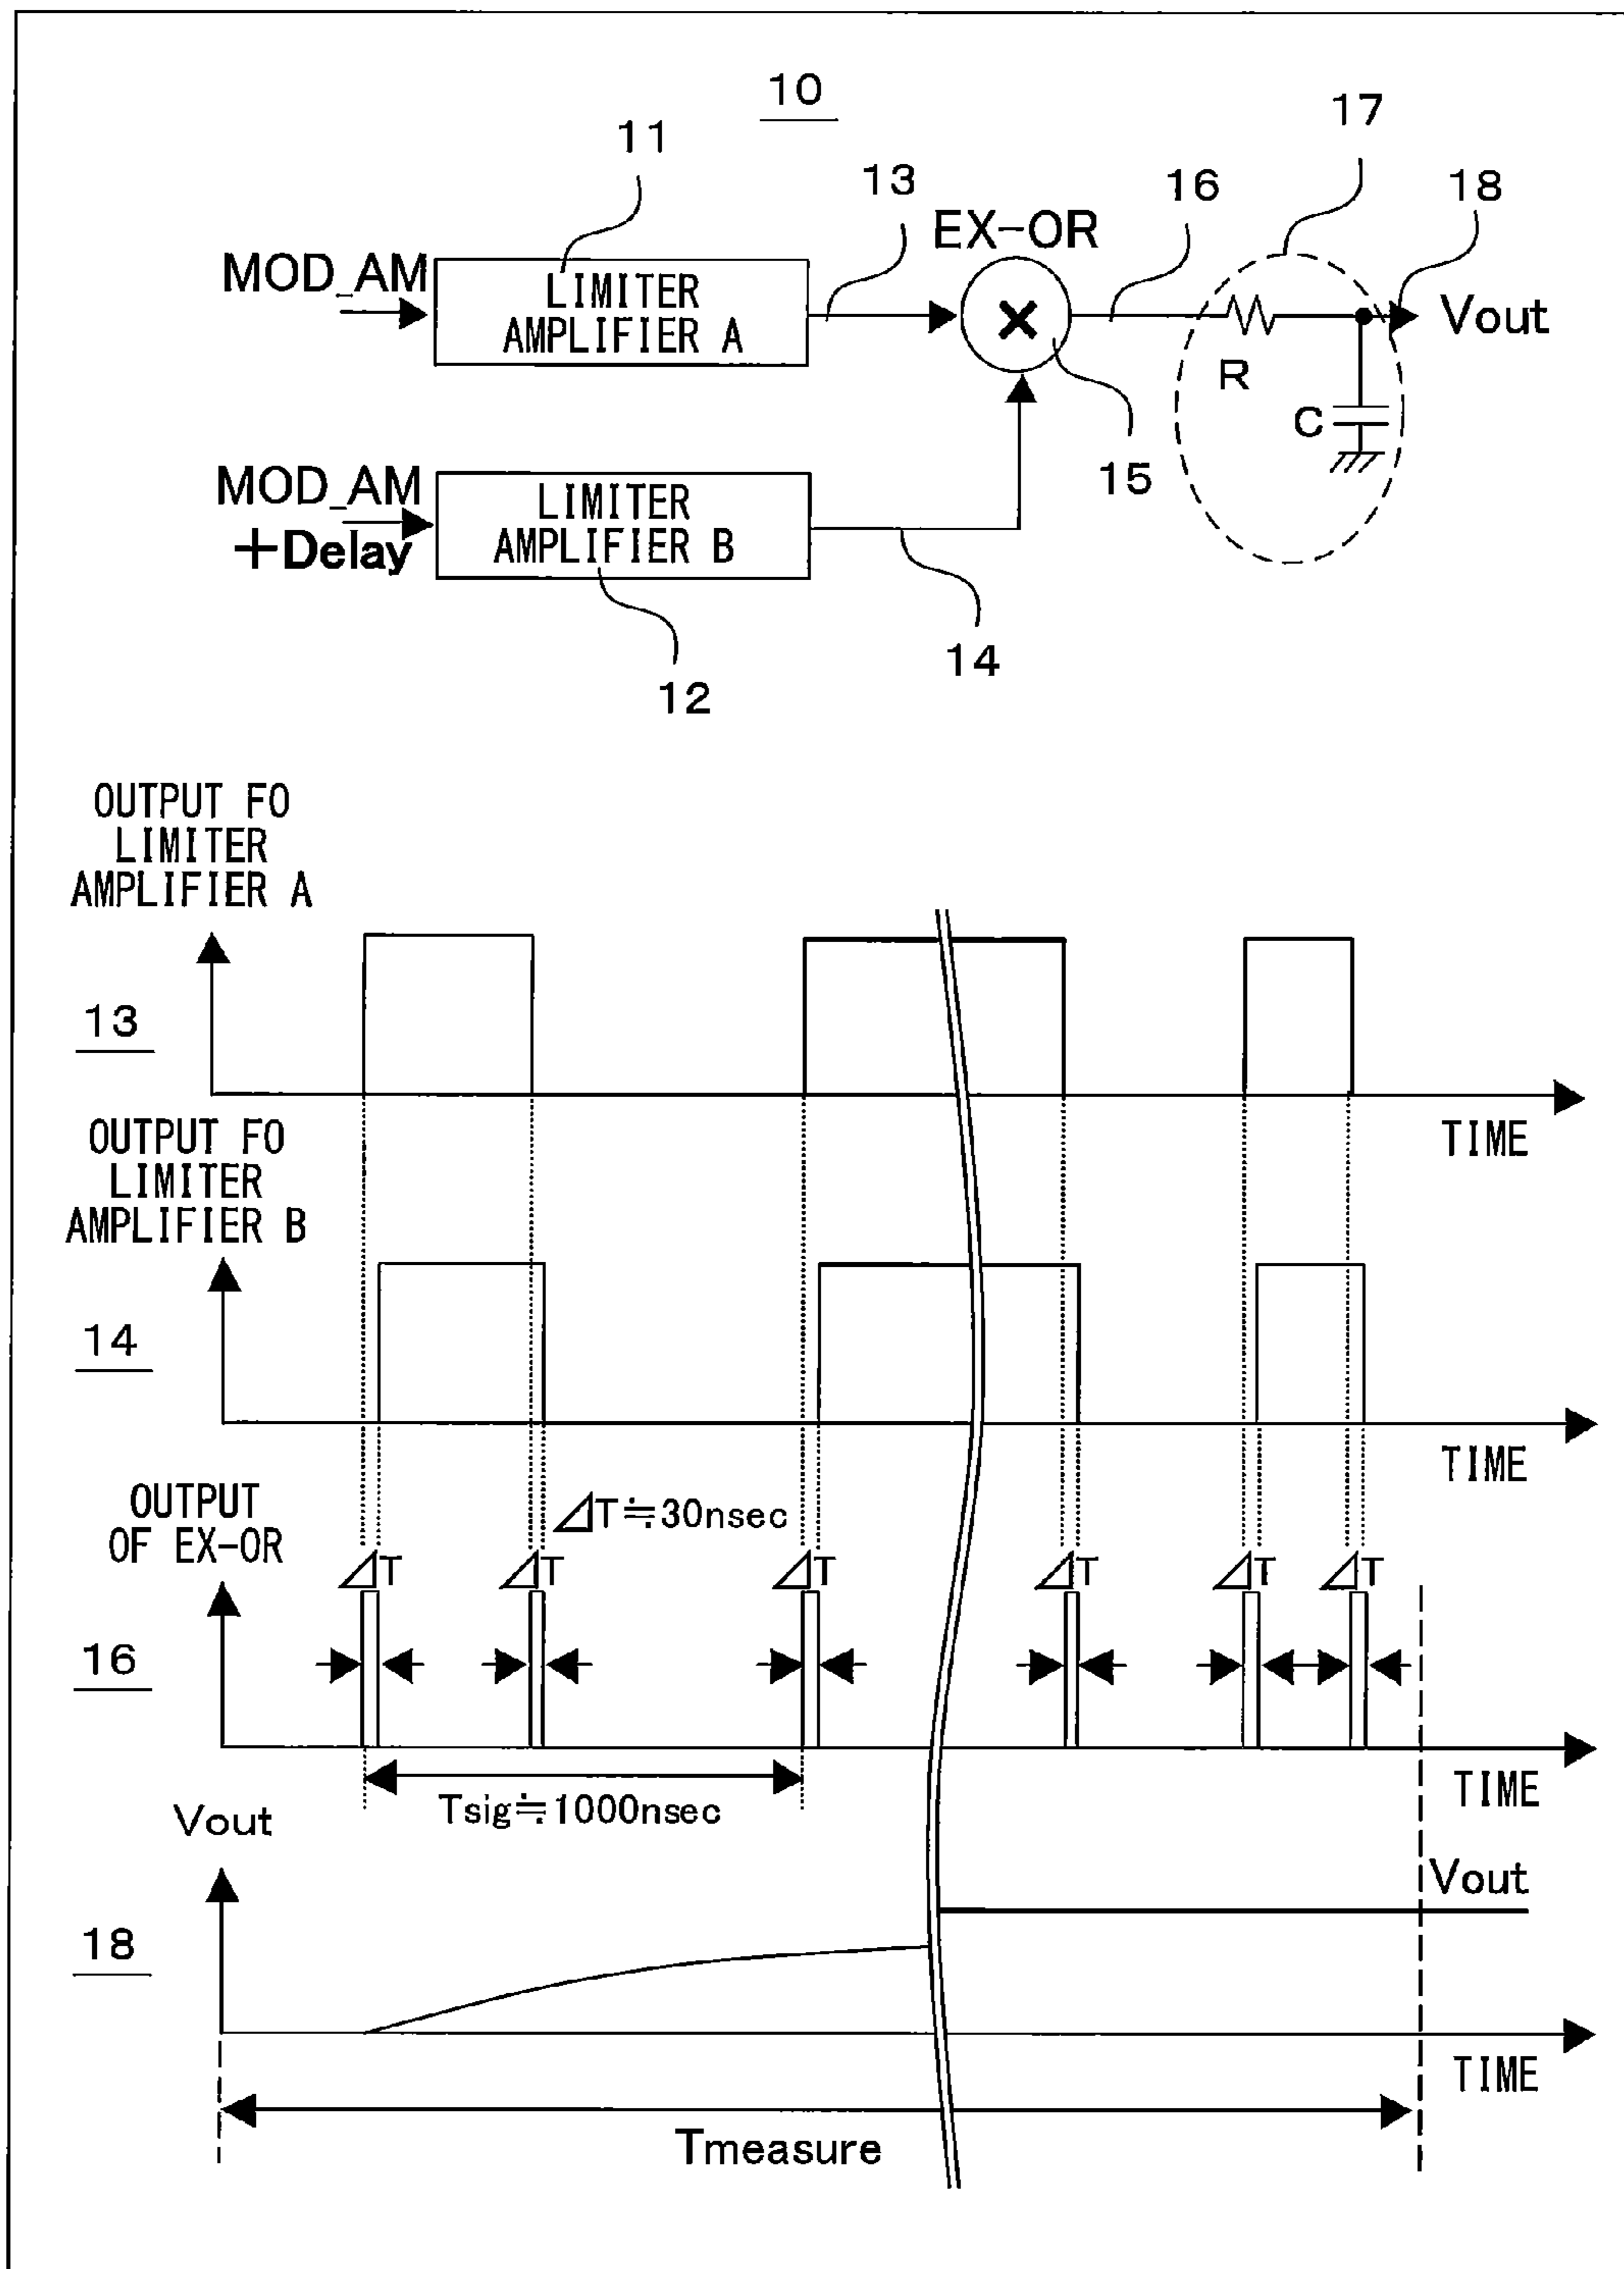 10
11
13
16
17
18
EX-OR
MOD_AM
LIMITER
AMPLIFIER A
×
Vout
R
C
MOD_AM
+Delay
LIMITER
AMPLIFIER B
15
14
12
OUTPUT FO
LIMITER
AMPLIFIER A
13
TIME
OUTPUT FO
LIMITER
AMPLIFIER B
14
TIME
OUTPUT
OF EX-OR
⊿T≒30nsec
⊿T ⊿T ⊿T ⊿T ⊿T ⊿T
16
TIME
Tsig≒1000nsec
Vout
Vout
18
TIME
Tmeasure